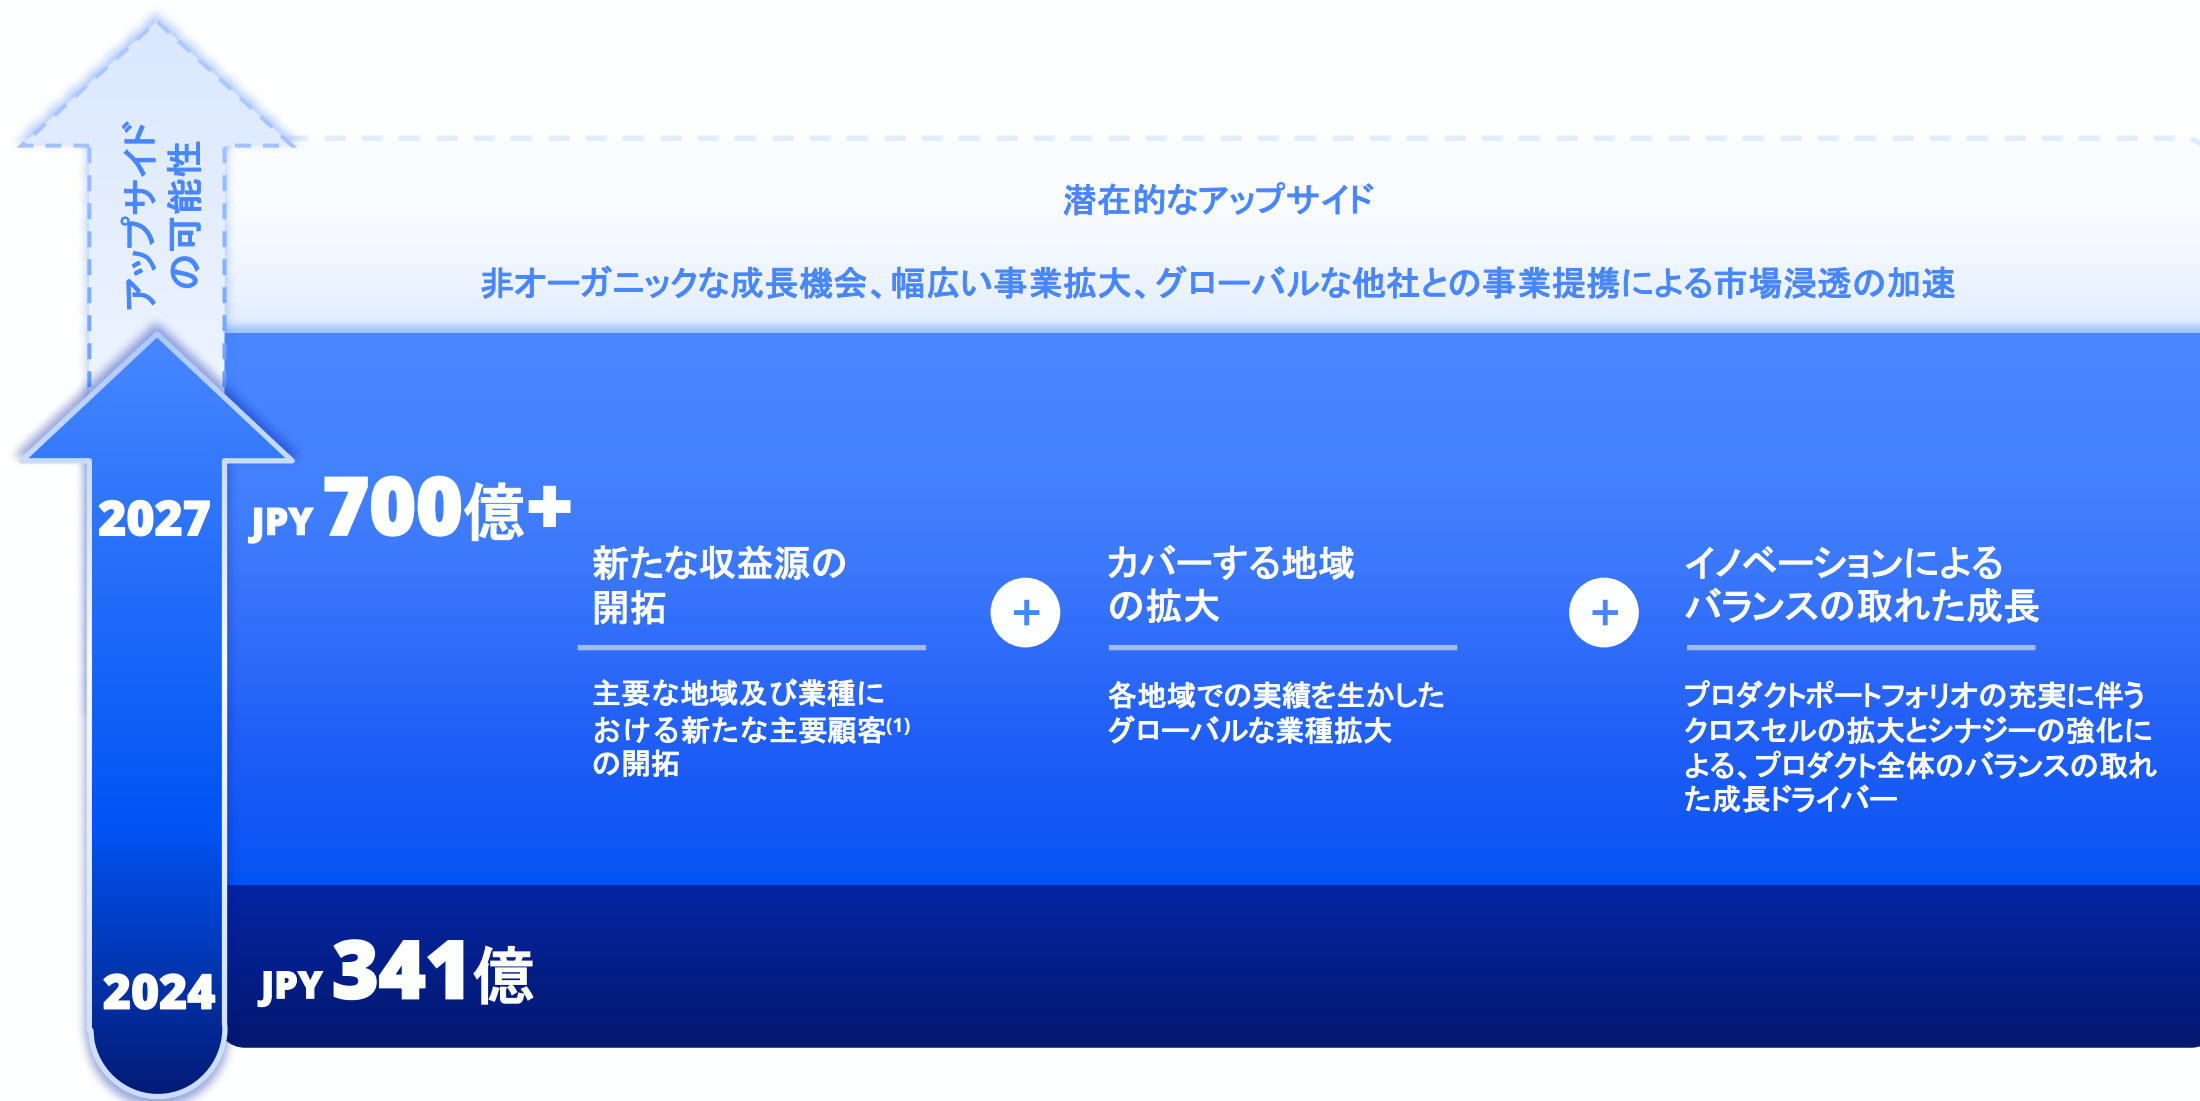 アップサイド
の可能性
潜在的なアップサイド
非オーガニックな成長機会、幅広い事業拡大、グローバルな他社との事業提携による市場浸透の加速
2027
JPY 700億+
新たな収益源の
開拓
主要な地域及び業種に
おける新たな主要顧客(1)
の開拓
+
カバーする地域
の拡大
各地域での実績を生かした
グローバルな業種拡大
+
イノベーションによる
バランスの取れた成長
プロダクトポートフォリオの充実に伴う
クロスセルの拡大とシナジーの強化に
よる、プロダクト全体のバランスの取れ
た成長ドライバー
2024
JPY 341億